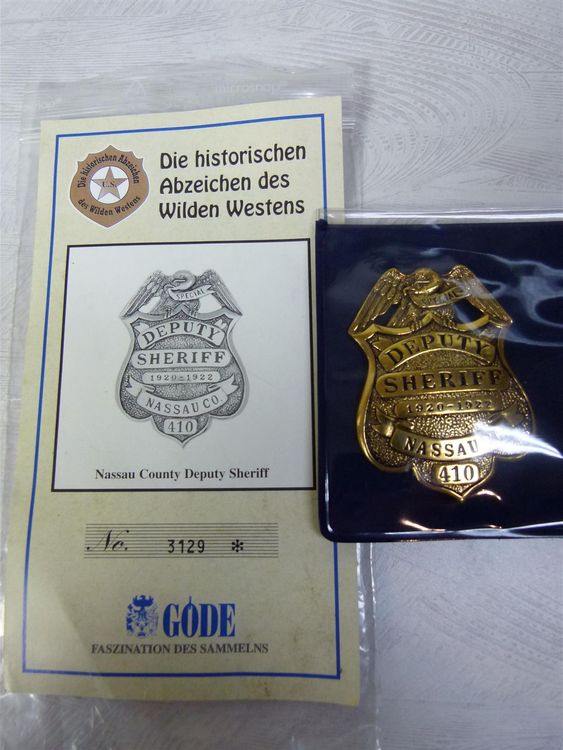 microsnap
Die historischen Abzeichen
U.S.
des Wilden Westens
Die historischen
Abzeichen des
Wilden Westens
SPECIAL
DEPUTY
SHERIFF
1920-1922
NASSAU CO.
410
Nassau County Deputy Sheriff
No. 3129 *
GÖDE
FASZINATION DES SAMMELNS
DEPUTY
SHERIFF
1920-1922
NASSAU
410